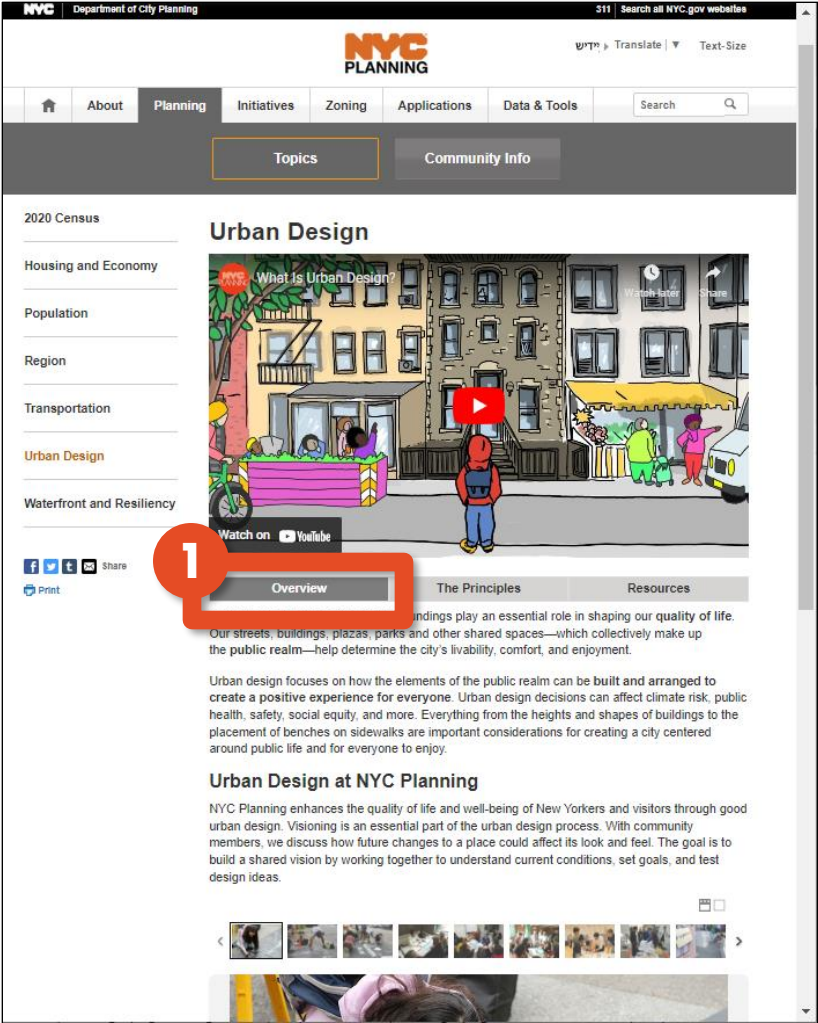 NYC Department of City Planning 311 Search all NYC.gov websites
NYC
PLANNING
יידיש Translate ▼ Text-Size
About Planning Initiatives Zoning Applications Data & Tools Search
Topics Community Info
2020 Census
Housing and Economy
Population
Region
Transportation
Urban Design
Waterfront and Resiliency
Share
Print
Urban Design
NYC PLANNING What Is Urban Design? Watch later Share
Watch on YouTube
1
Overview The Principles Resources
play an essential role in shaping our quality of life.
Our streets, buildings, plazas, parks and other shared spaces—which collectively make up
the public realm—help determine the city's livability, comfort, and enjoyment.
Urban design focuses on how the elements of the public realm can be built and arranged to
create a positive experience for everyone. Urban design decisions can affect climate risk, public
health, safety, social equity, and more. Everything from the heights and shapes of buildings to the
placement of benches on sidewalks are important considerations for creating a city centered
around public life and for everyone to enjoy.
Urban Design at NYC Planning
NYC Planning enhances the quality of life and well-being of New Yorkers and visitors through good
urban design. Visioning is an essential part of the urban design process. With community
members, we discuss how future changes to a place could affect its look and feel. The goal is to
build a shared vision by working together to understand current conditions, set goals, and test
design ideas.